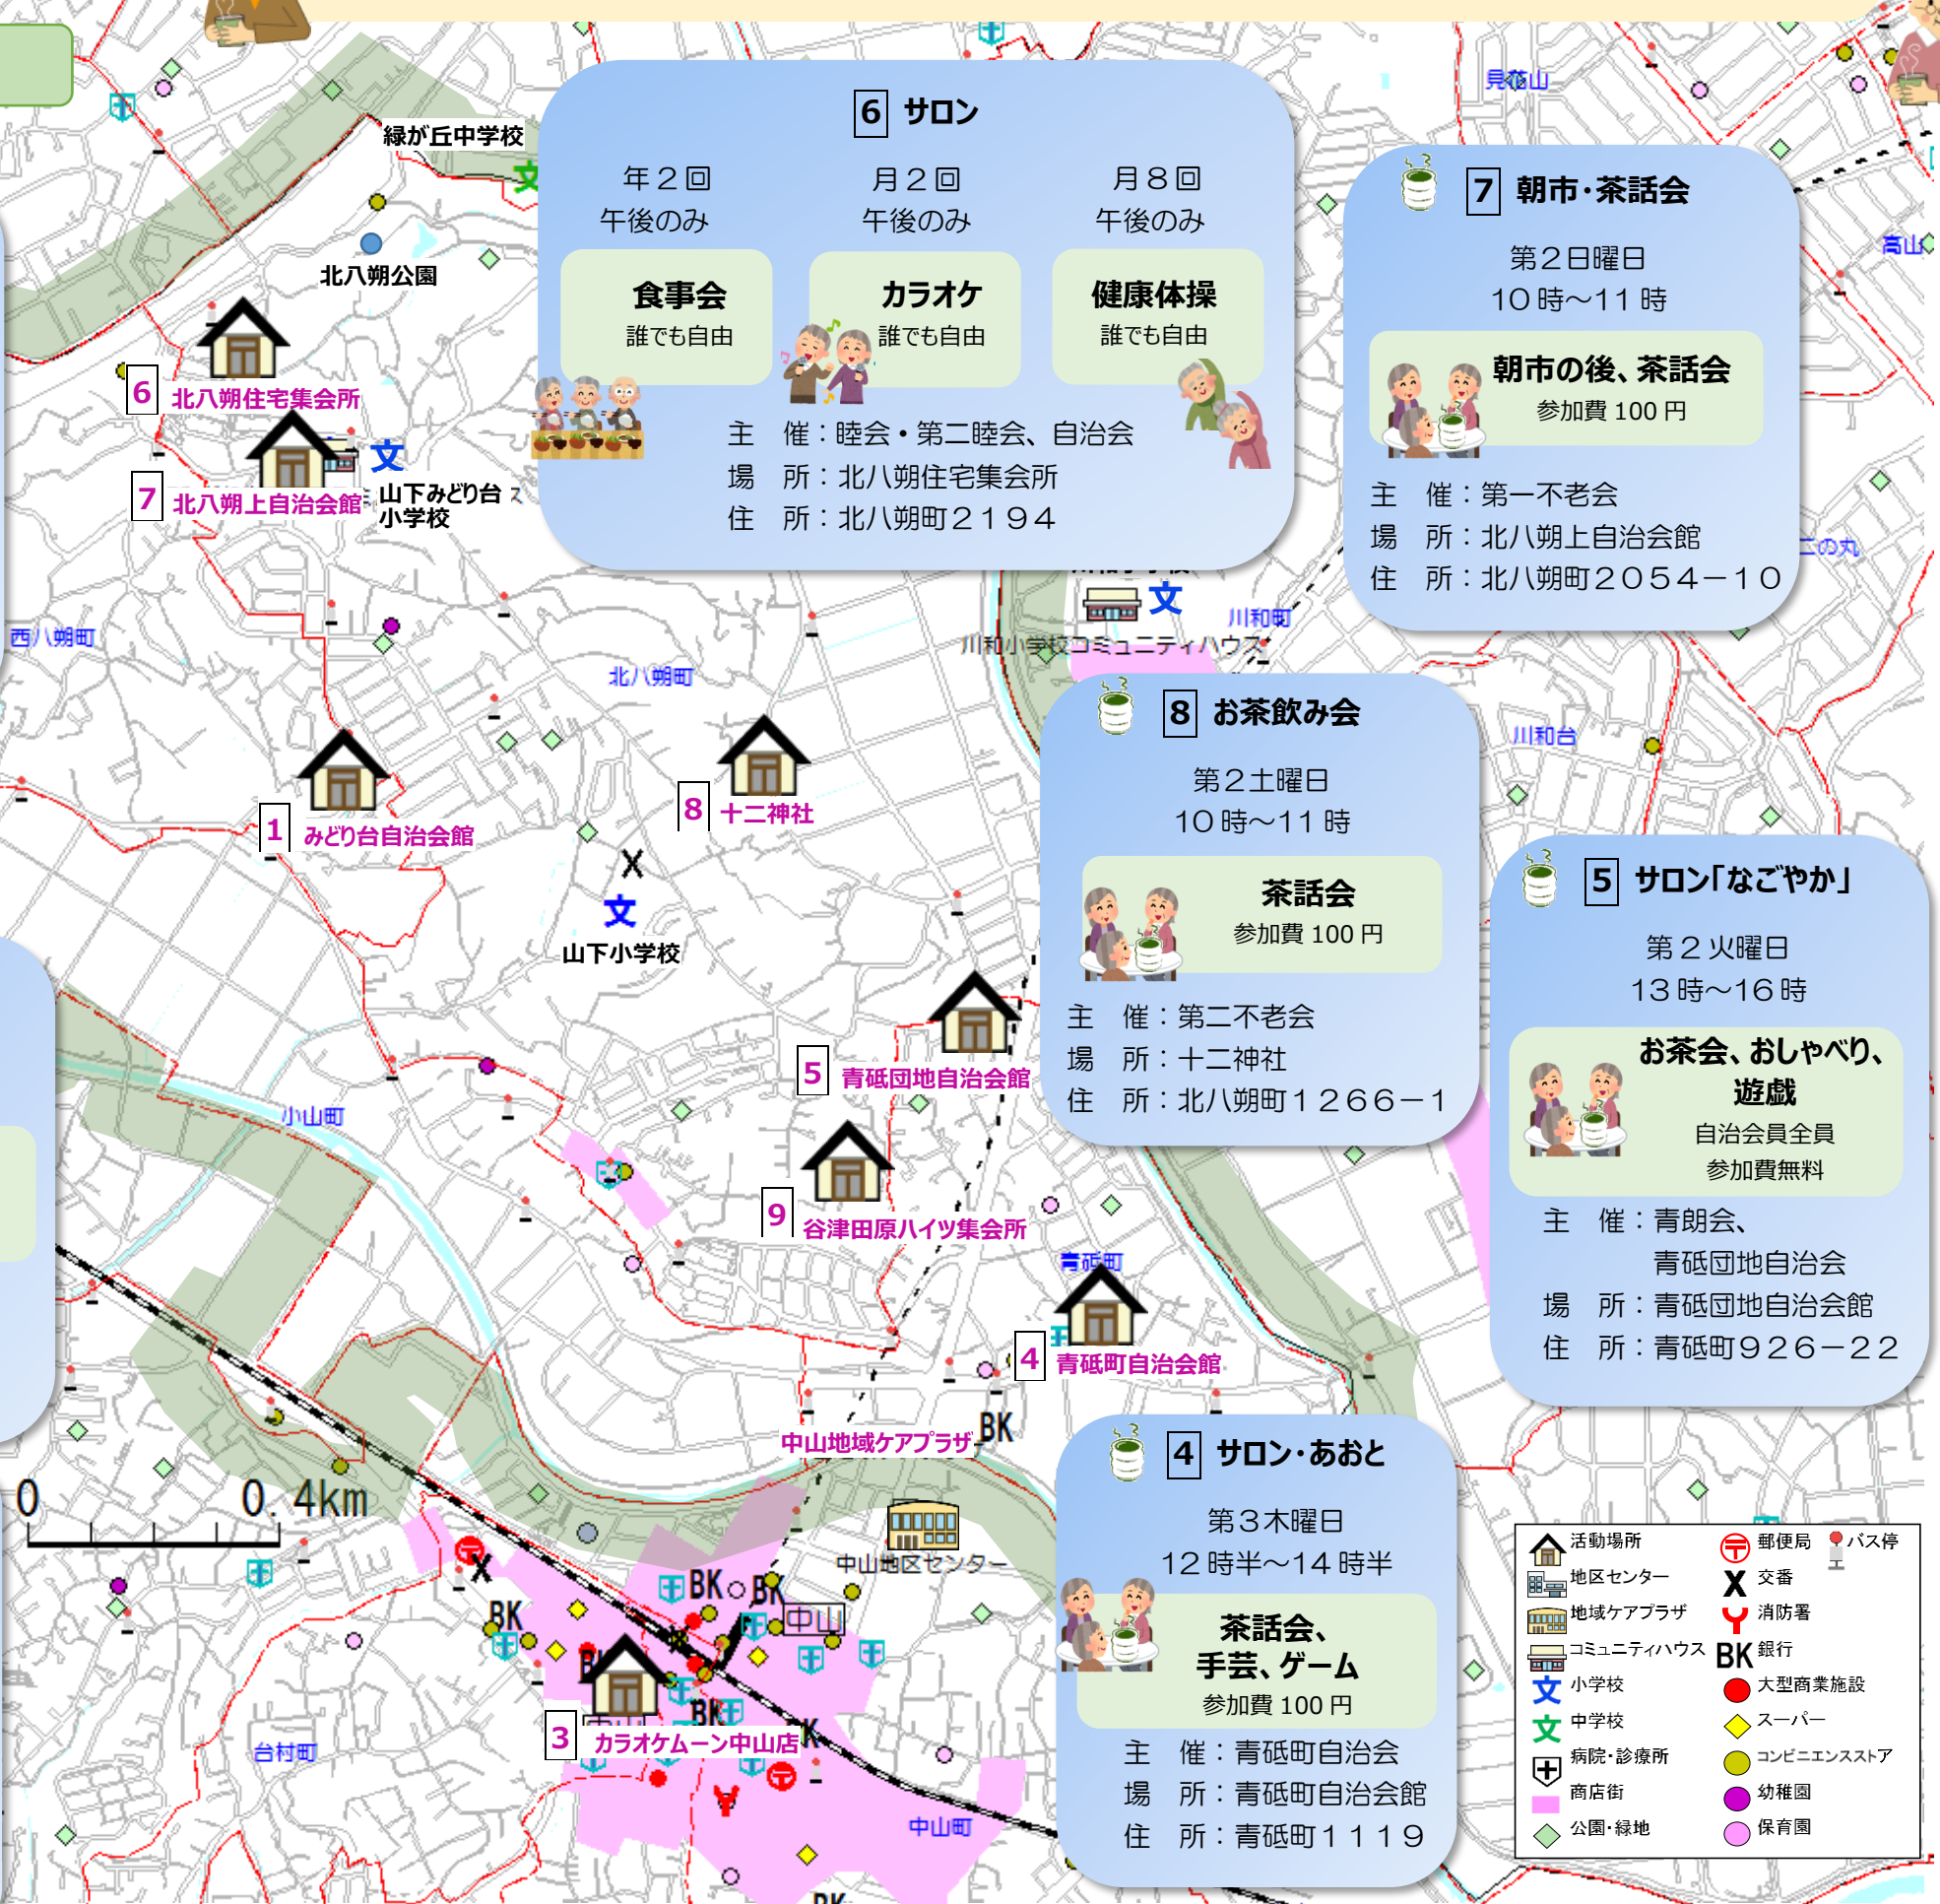 緑が丘中学校
北八朔公園
6 北八朔住宅集会所
7 北八朔上自治会館
山下みどり台
小学校
6 サロン
年２回
午後のみ
食事会
誰でも自由
月２回
午後のみ
カラオケ
誰でも自由
月８回
午後のみ
健康体操
誰でも自由
主　催：睦会・第二睦会、自治会
場　所：北八朔住宅集会所
住　所：北八朔町２１９４
見花山
高山
7 朝市・茶話会
第２日曜日
10時～11時
朝市の後、茶話会
参加費100円
主　催：第一不老会
場　所：北八朔上自治会館
住　所：北八朔町２０５４－１０
二の丸
西八朔町
北八朔町
文
川和町
川和小学校コミュニティハウス
川和台
1 みどり台自治会館
8 十二神社
文
山下小学校
8 お茶飲み会
第２土曜日
10時～11時
茶話会
参加費100円
主　催：第二不老会
場　所：十二神社
住　所：北八朔町１２６６－１
5 サロン「なごやか」
第２火曜日
13時～16時
お茶会、おしゃべり、
遊戯
自治会員全員
参加費無料
主　催：青朗会、
青砥団地自治会
場　所：青砥団地自治会館
住　所：青砥町９２６－２２
5 青砥団地自治会館
小山町
9 谷津田原ハイツ集会所
青砥町
4 青砥町自治会館
中山地域ケアプラザ
BK
0 0.4km
中山地区センター
BK
BK
BK
中山
3 カラオケムーン中山店
台村町
中山町
4 サロン・あおと
第３木曜日
12時半～14時半
茶話会、
手芸、ゲーム
参加費100円
主　催：青砥町自治会
場　所：青砥町自治会館
住　所：青砥町１１１９
活動場所
地区センター
地域ケアプラザ
コミュニティハウス
文 小学校
文 中学校
病院・診療所
商店街
公園・緑地
郵便局
バス停
交番
消防署
BK 銀行
大型商業施設
スーパー
コンビニエンスストア
幼稚園
保育園